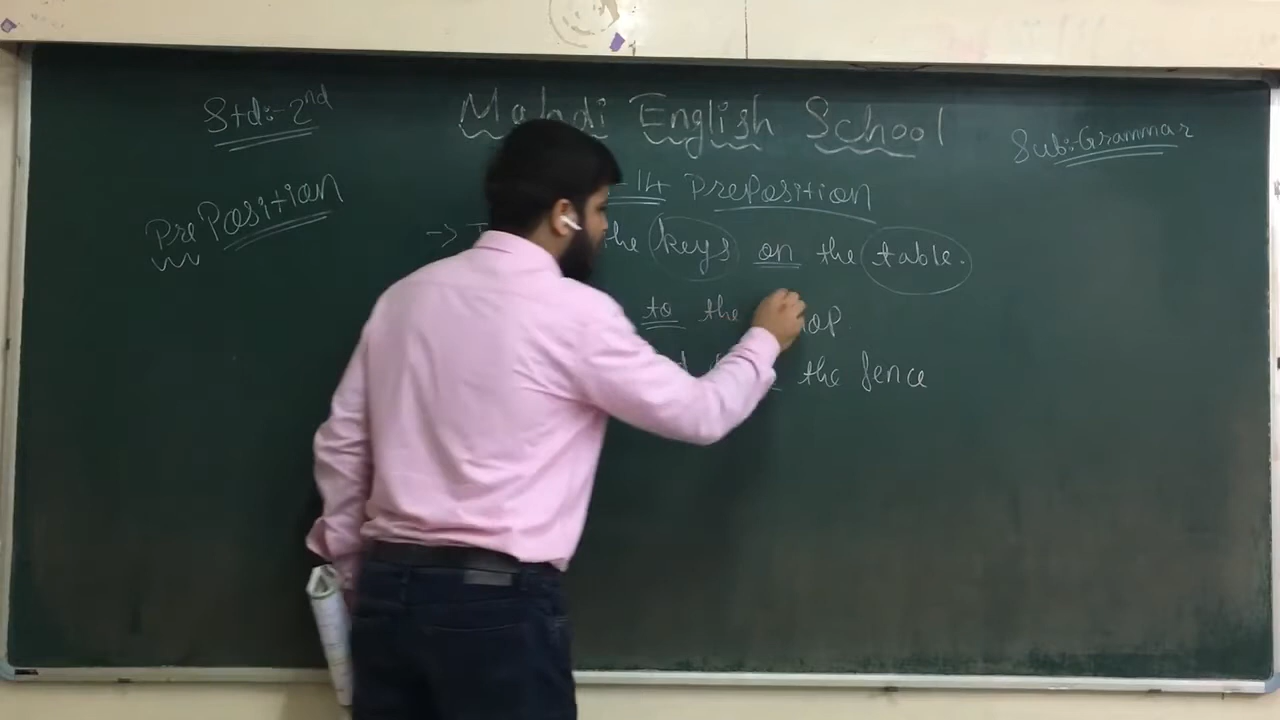 Std:- 2nd
Mahdi English School
Sub:- Grammar
-14 PrePosition
PrePosition
-> the keys on the table.
to the
the fence